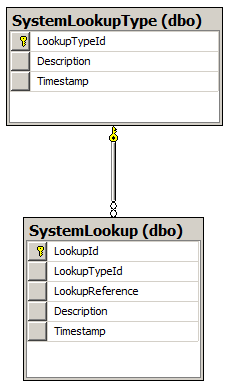 SystemLookupType (dbo)
LookupTypeId
Description
Timestamp
SystemLookup (dbo)
LookupId
LookupTypeId
LookupReference
Description
Timestamp